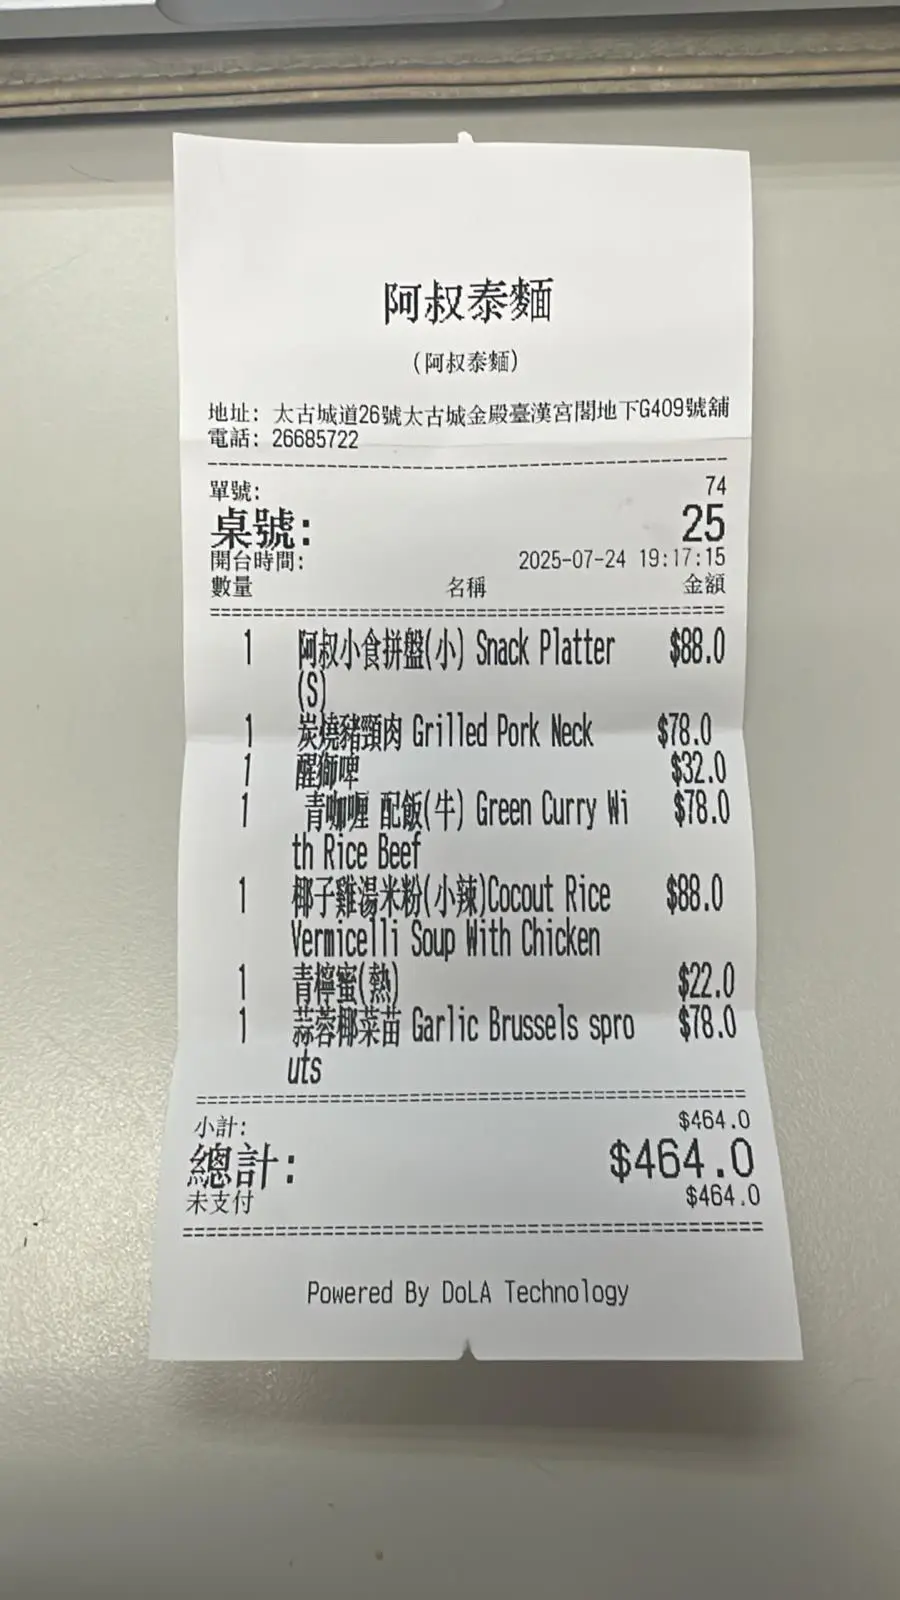 阿叔泰麵
(阿叔泰麵)
地址: 太古城道26號太古城金殿臺漢宮閣地下G409號舖
電話: 26685722
單號: 74
桌號: 25
開台時間: 2025-07-24 19:17:15
數量 名稱 金額
1 阿叔小食拼盤(小) Snack Platter $88.0
(S)
1 炭燒豬頸肉 Grilled Pork Neck $78.0
1 醒獅啤 $32.0
1 青咖喱 配飯(牛) Green Curry Wi $78.0
th Rice Beef
1 椰子雞湯米粉(小辣)Cocout Rice $88.0
Vermicelli Soup With Chicken
1 青檸蜜(熱) $22.0
1 蒜蓉椰菜苗 Garlic Brussels spro $78.0
uts
小計: $464.0
總計: $464.0
未支付 $464.0
Powered By DoLA Technology